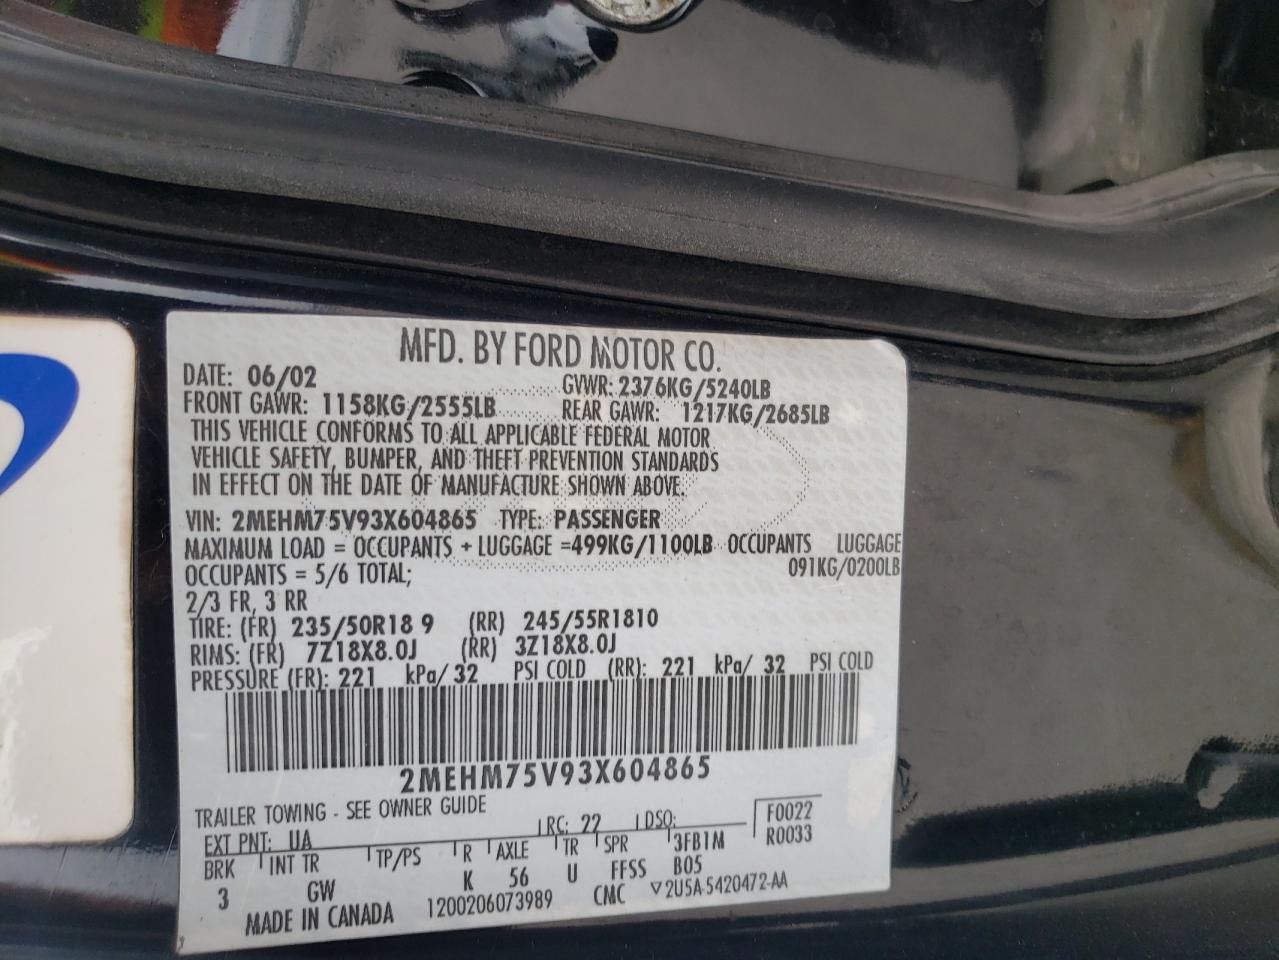 MFD. BY FORD MOTOR CO.
DATE: 06/02 GVWR: 2376KG/5240LB
FRONT GAWR: 1158KG/2555LB REAR GAWR: 1217KG/2685LB
THIS VEHICLE CONFORMS TO ALL APPLICABLE FEDERAL MOTOR
VEHICLE SAFETY, BUMPER, AND THEFT PREVENTION STANDARDS
IN EFFECT ON THE DATE OF MANUFACTURE SHOWN ABOVE.
VIN: 2MEHM75V93X604865 TYPE: PASSENGER
MAXIMUM LOAD = OCCUPANTS + LUGGAGE =499KG/1100LB OCCUPANTS LUGGAGE
OCCUPANTS = 5/6 TOTAL; 091KG/0200LB
2/3 FR, 3 RR
TIRE: (FR) 235/50R18 9 (RR) 245/55R1810
RIMS: (FR) 7Z18X8.0J (RR) 3Z18X8.0J
PRESSURE (FR): 221 kPa/ 32 PSI COLD (RR): 221 kPa/ 32 PSI COLD
2MEHM75V93X604865
TRAILER TOWING - SEE OWNER GUIDE
EXT PNT: UA RC: 22 DSO: F0022
BRK INT TR TP/PS R AXLE TR SPR 3FB1M R0033
3 GW K 56 U FFSS B05
MADE IN CANADA 1200206073989 CMC ▽2U5A-5420472-AA